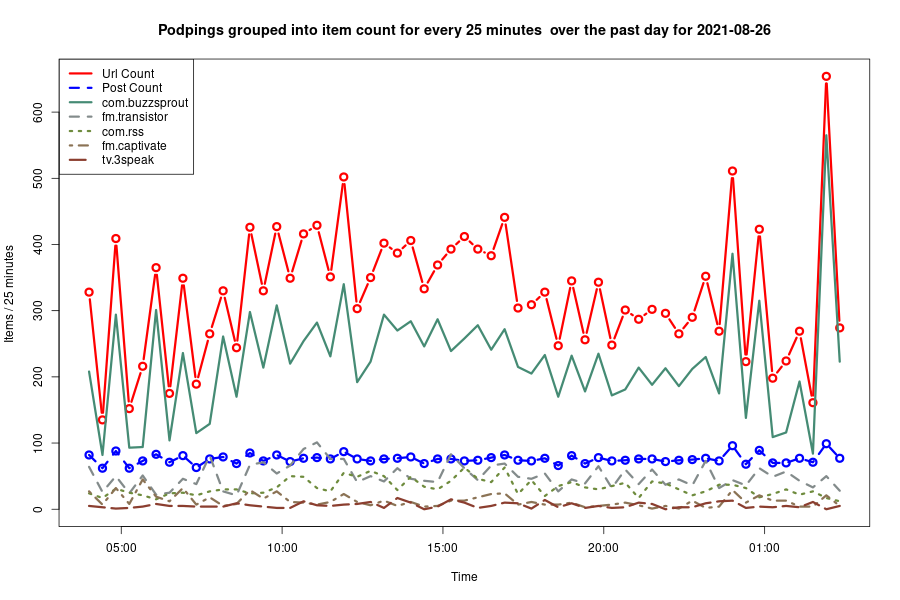 Podpings grouped into item count for every 25 minutes  over the past day for 2021-08-26
Url Count
Post Count
com.buzzsprout
fm.transistor
com.rss
fm.captivate
tv.3speak
Items / 25 minutes
600
500
400
300
200
100
0
05:00 10:00 15:00 20:00 01:00
Time